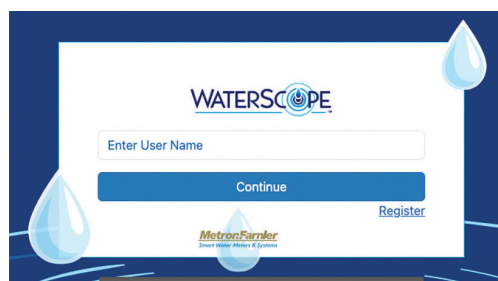 WATERSCOPE
Enter User Name
Continue
Register
Metron:Farnier
Smart Water Meters & Systems